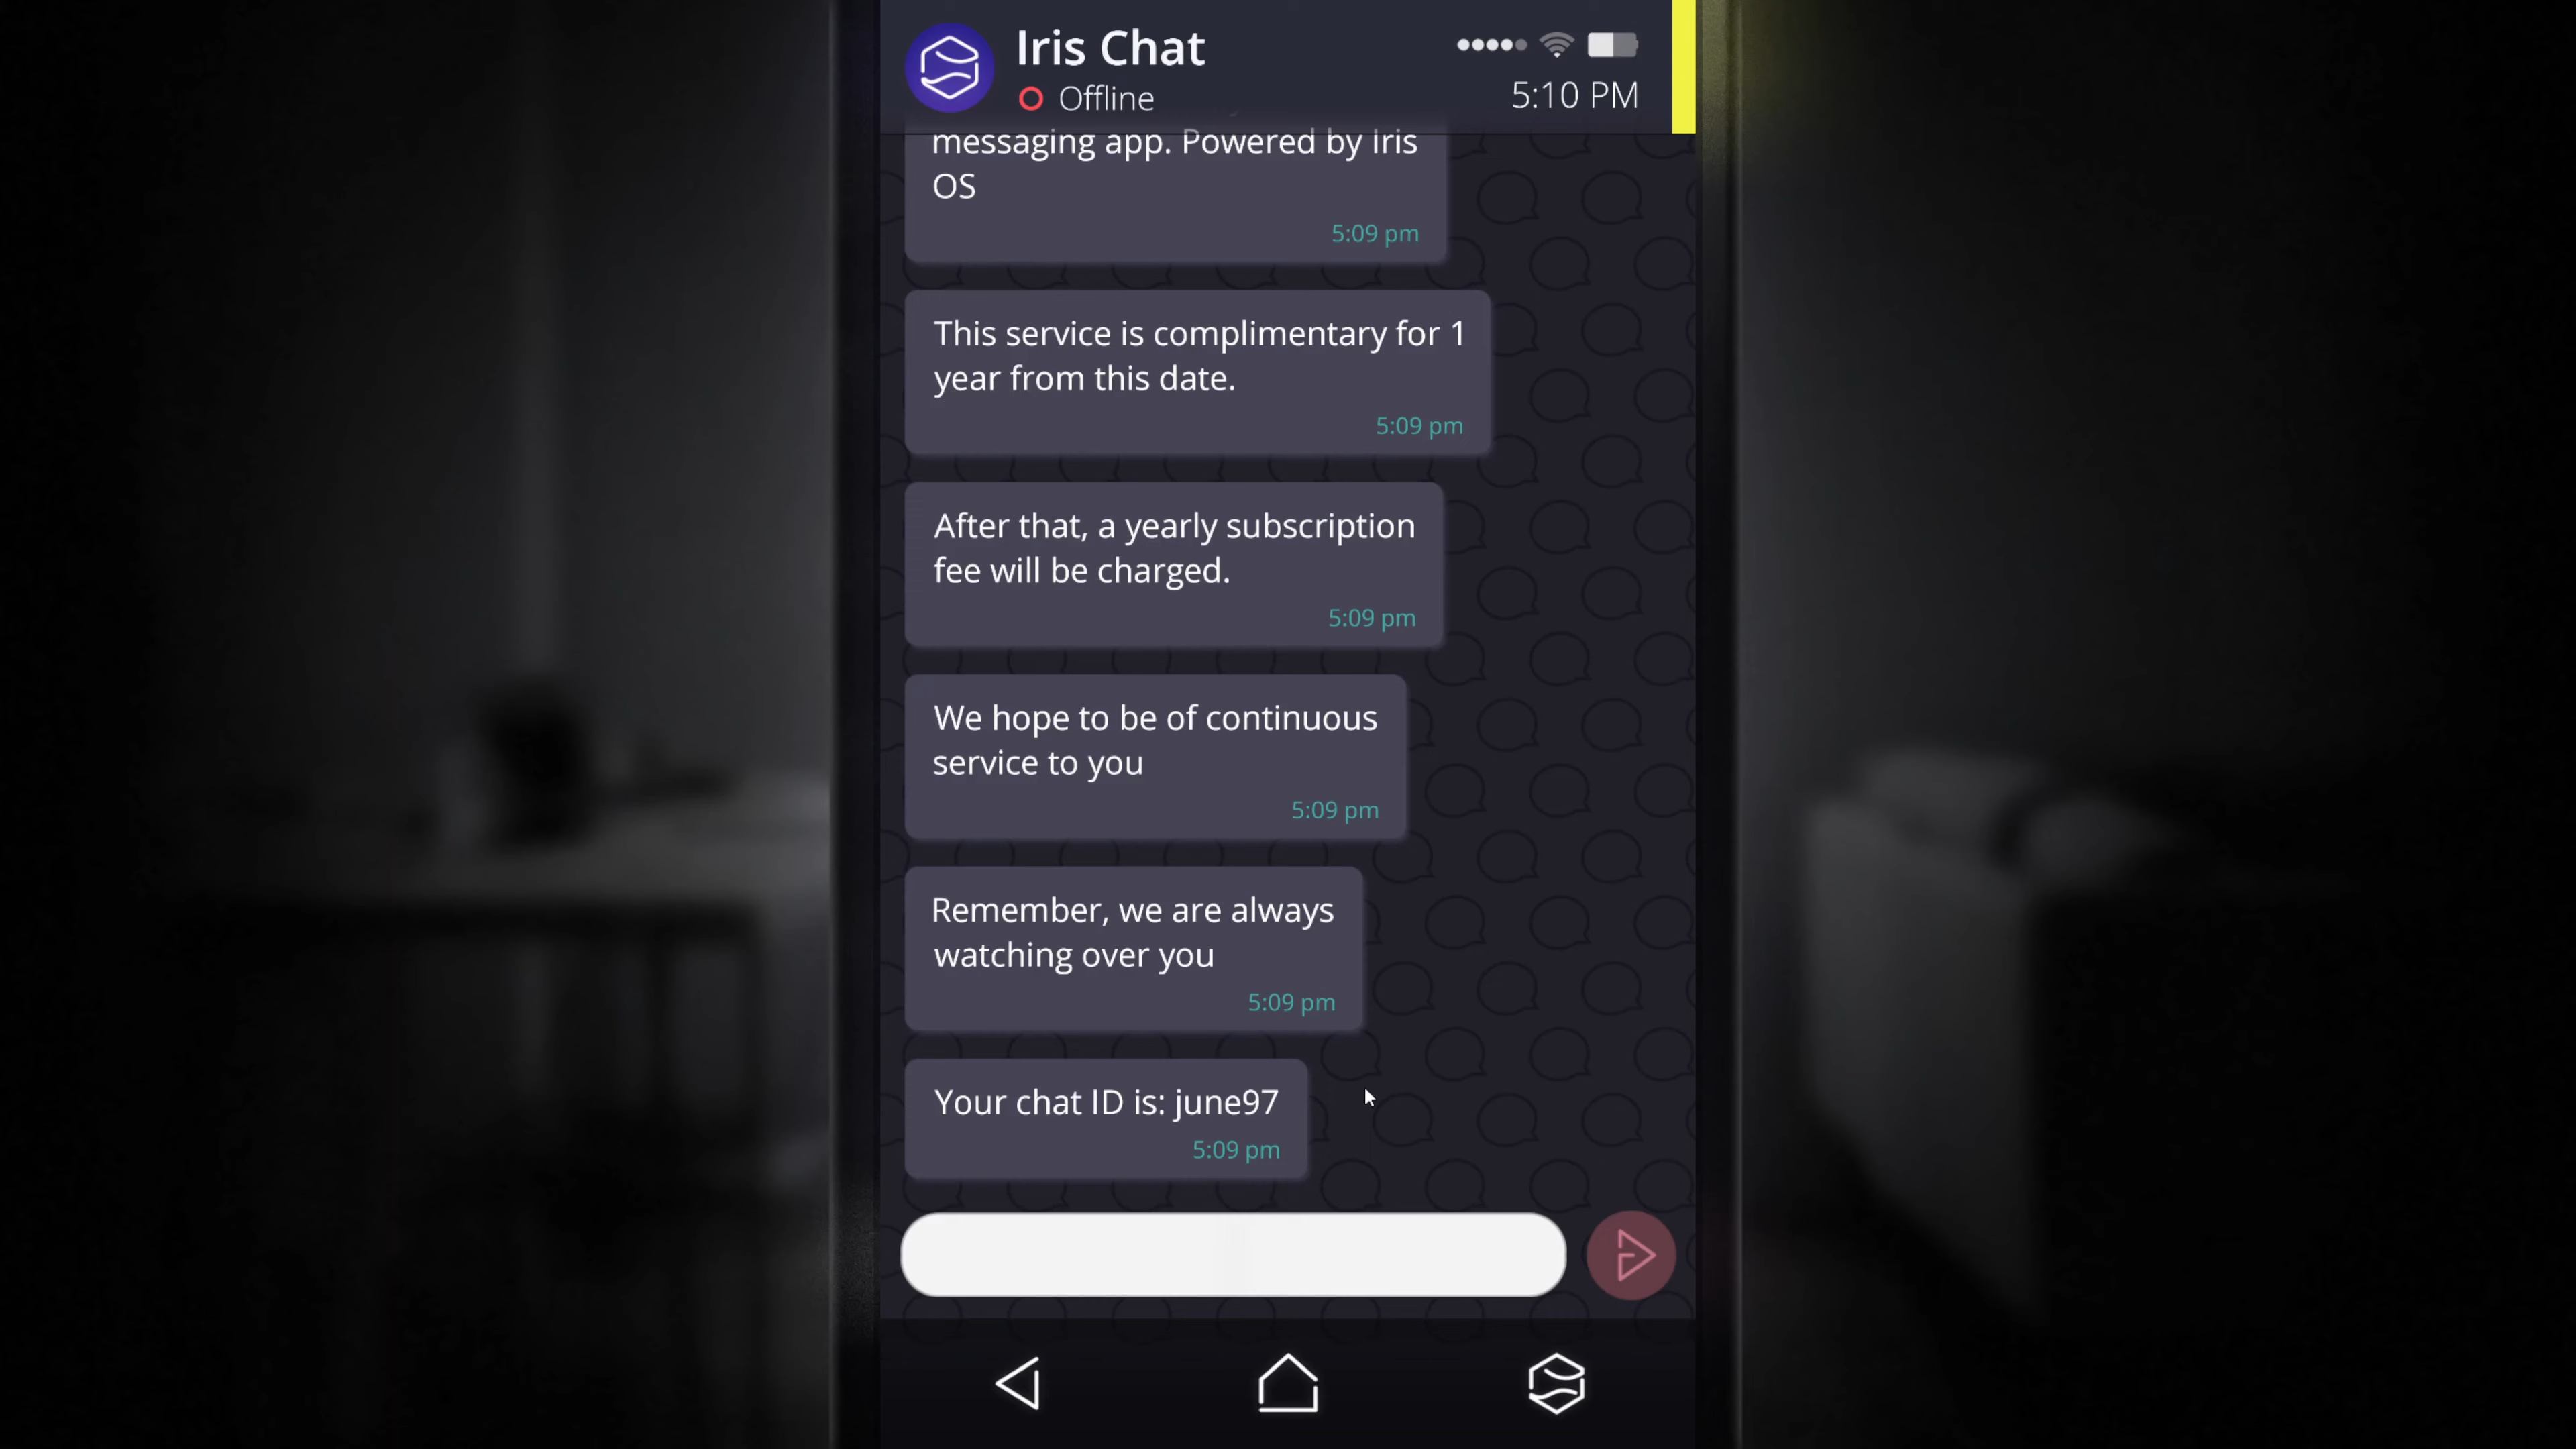 Iris Chat
Offline
5:10 PM
messaging app. Powered by Iris
OS
5:09 pm
This service is complimentary for 1
year from this date.
5:09 pm
After that, a yearly subscription
fee will be charged.
5:09 pm
We hope to be of continuous
service to you
5:09 pm
Remember, we are always
watching over you
5:09 pm
Your chat ID is: june97
5:09 pm